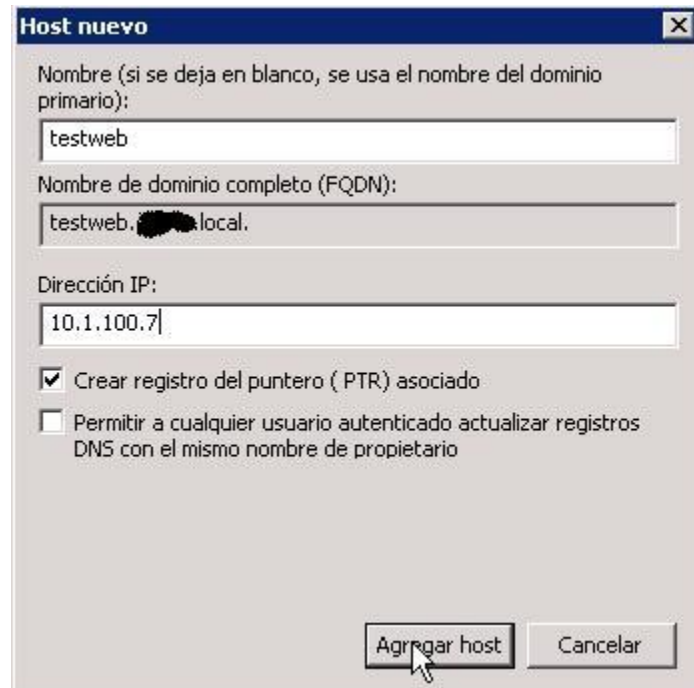 Host nuevo
Nombre (si se deja en blanco, se usa el nombre del dominio
primario):
testweb
Nombre de dominio completo (FQDN):
testweb. local.
Dirección IP:
10.1.100.7
Crear registro del puntero ( PTR) asociado
Permitir a cualquier usuario autenticado actualizar registros
DNS con el mismo nombre de propietario
Agregar host Cancelar